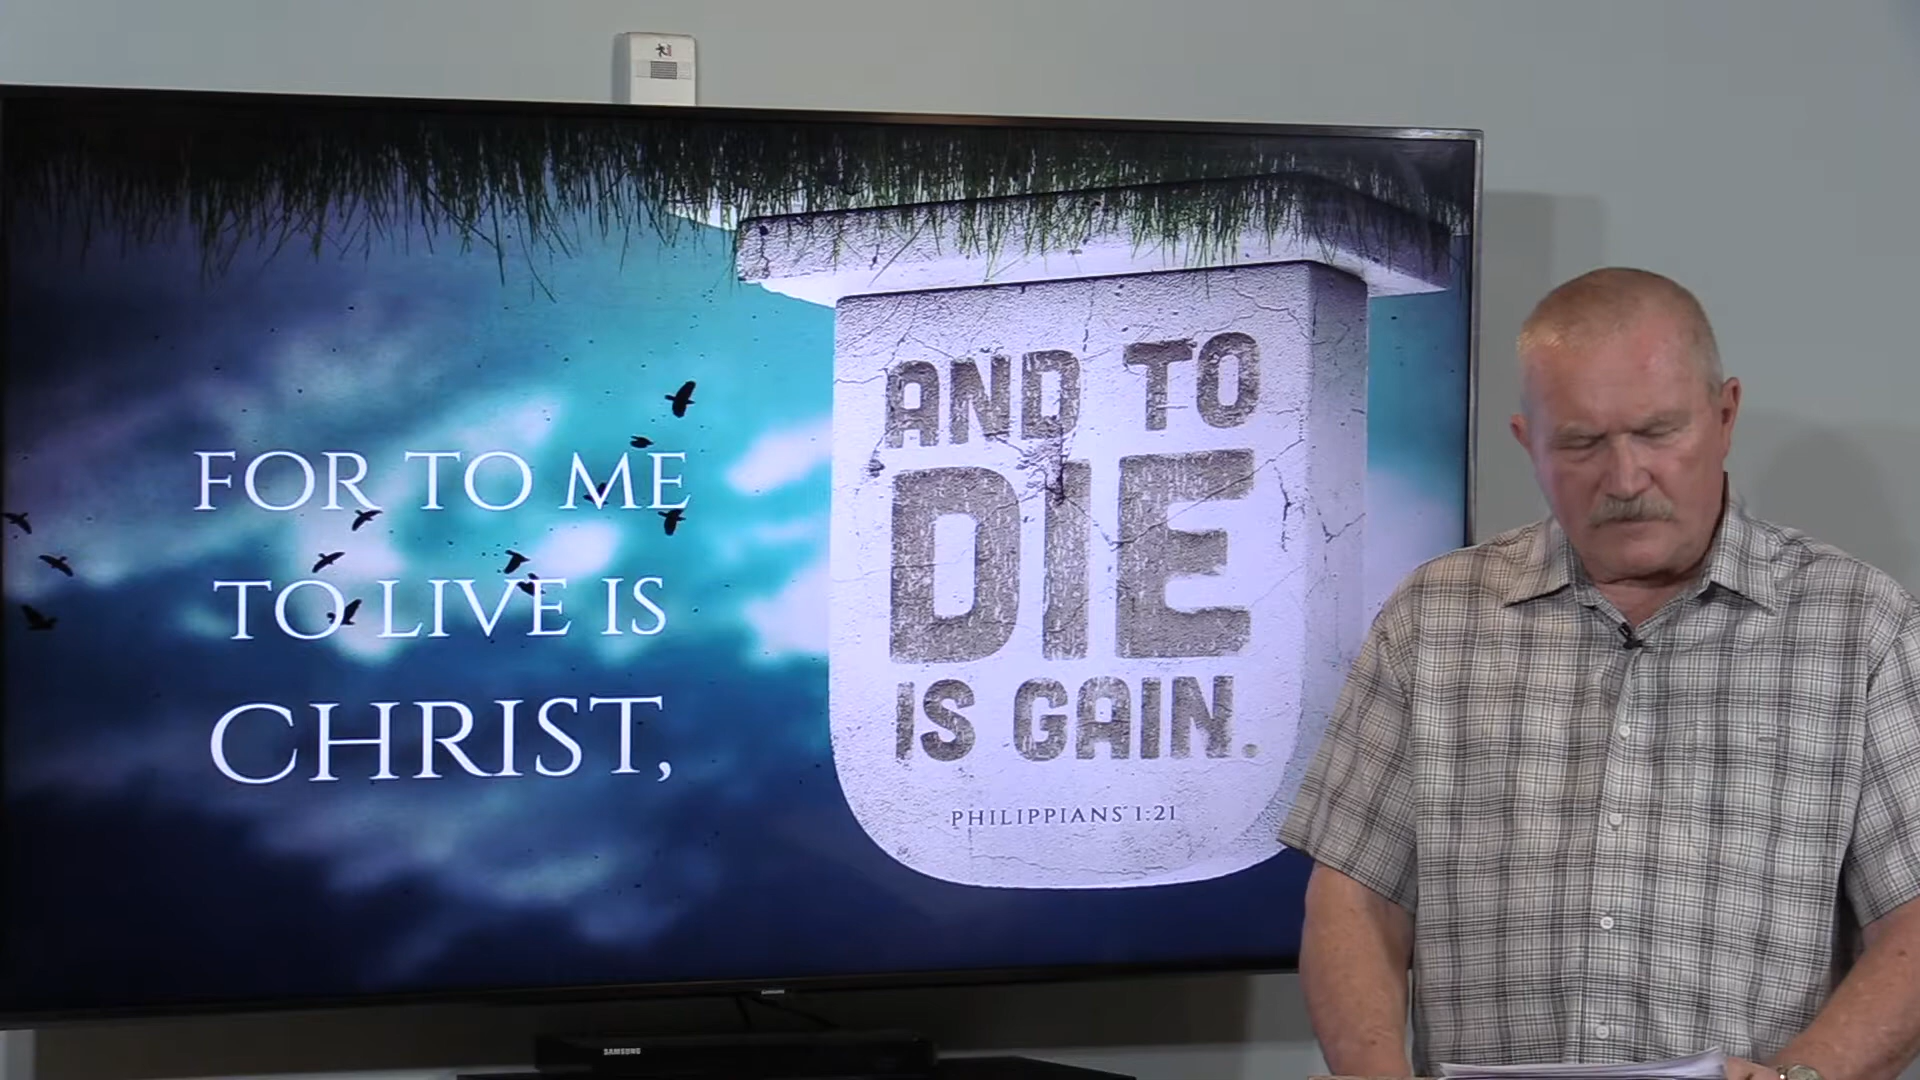 FOR TO ME
TO LIVE IS
CHRIST,
AND TO
DIE
IS GAIN.
PHILIPPIANS 1:21
SAMSUNG
SAMSUNG